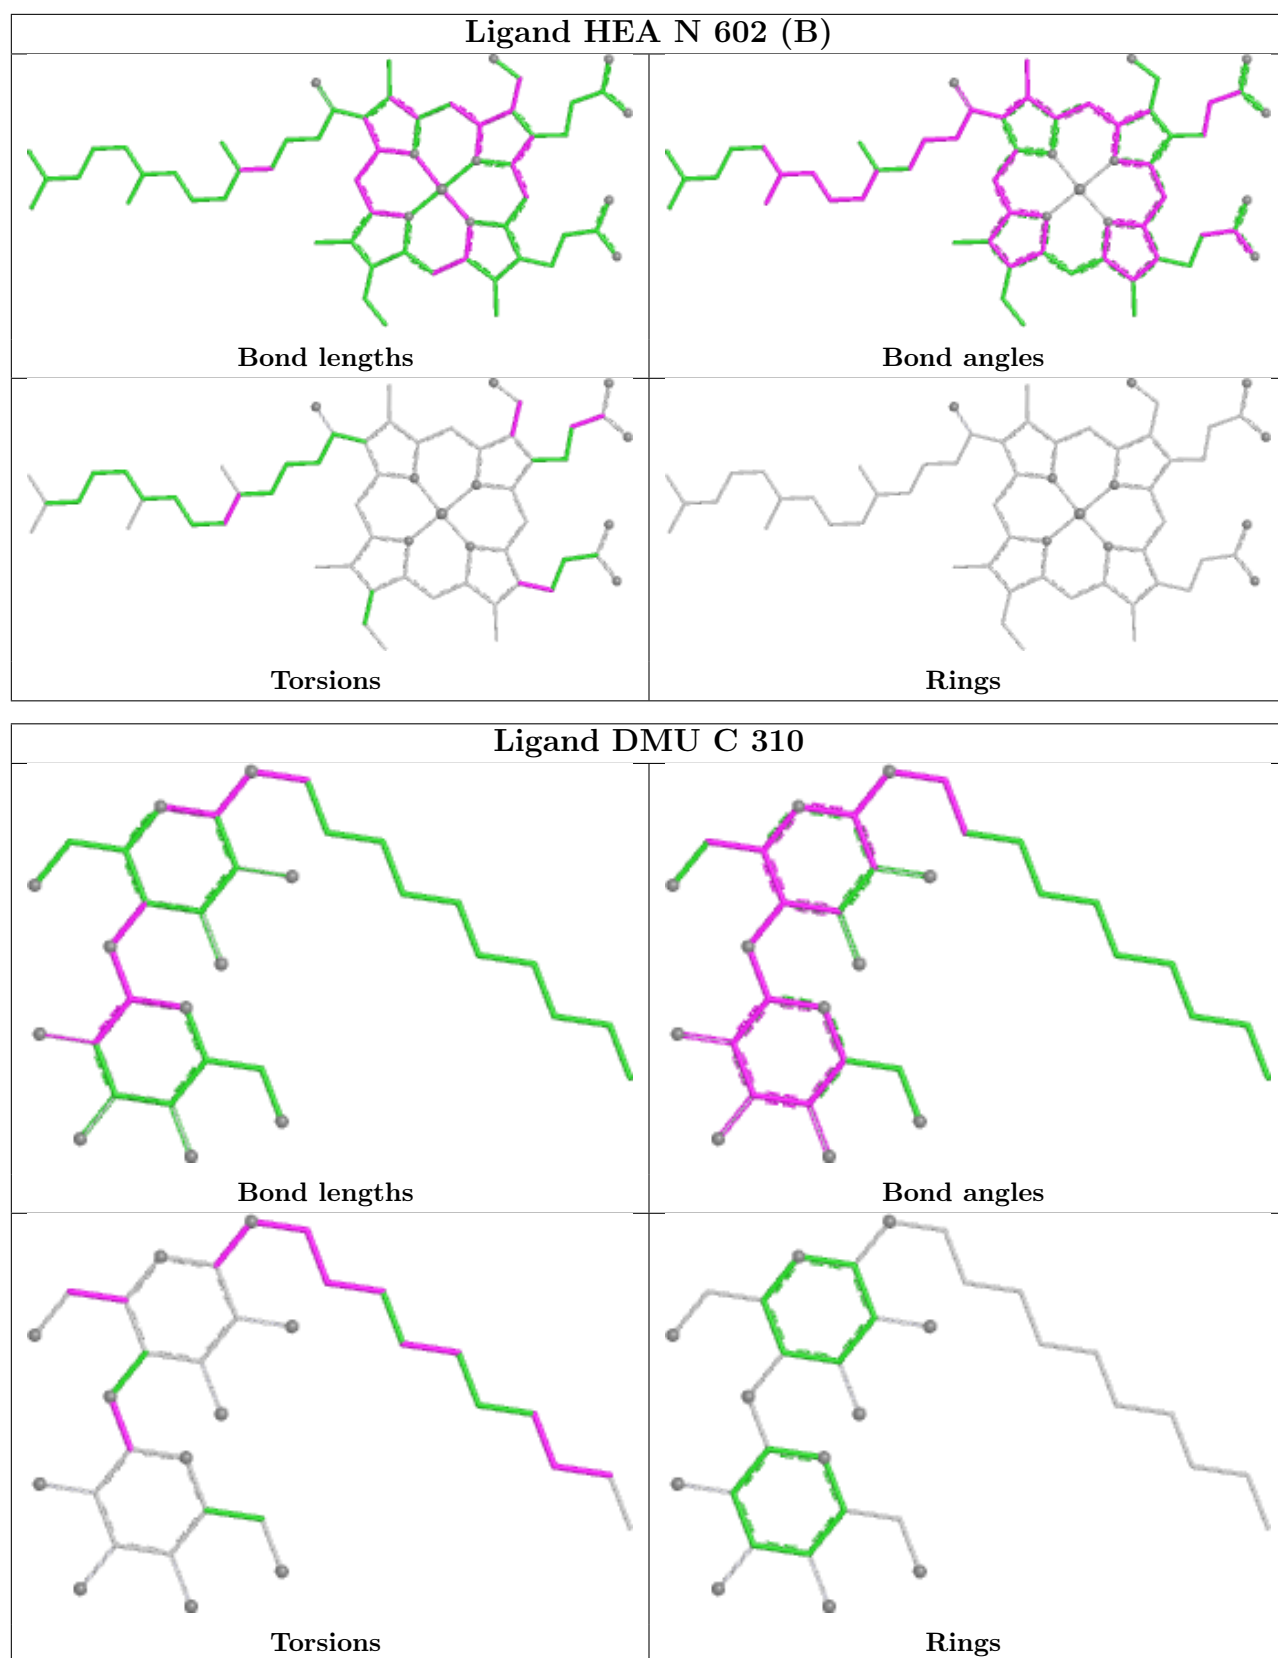 Ligand HEA N 602 (B)
Bond lengths
Bond angles
Torsions
Rings
Ligand DMU C 310
Bond lengths
Bond angles
Torsions
Rings